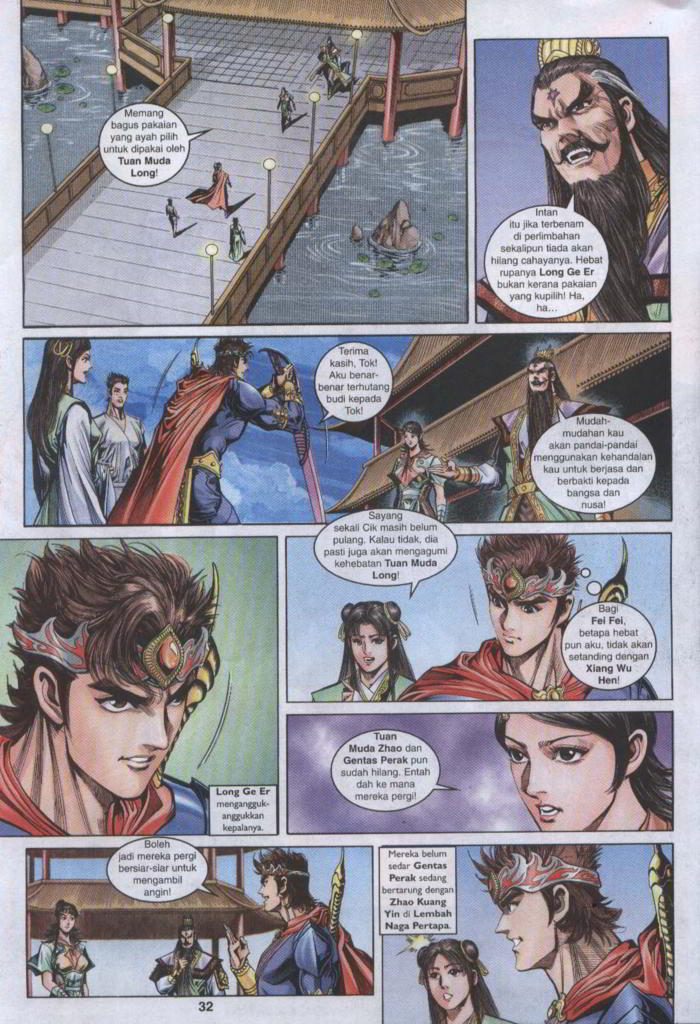 Memang
bagus pakaian
yang ayah pilih
untuk dipakai oleh
Tuan Muda
Long!
Intan
itu jika terbenam
di perlimbahan
sekalipun tiada akan
hilang cahayanya. Hebat
rupanya Long Ge Er
bukan kerana pakaian
yang kupilih! Ha,
ha...
Terima
kasih, Tok!
Aku benar-
benar terhutang
budi kepada
Tok!
Mudah-
mudahan kau
akan pandai-pandai
menggunakan kehandalan
kau untuk berjasa dan
berbakti kepada
bangsa dan
nusa!
Sayang
sekali Cik masih belum
pulang. Kalau tidak, dia
pasti juga akan mengagumi
kehebatan Tuan Muda
Long!
Bagi
Fei Fei,
betapa hebat
pun aku, tidak akan
setanding dengan
Xiang Wu
Hen!
Long Ge Er
mengangguk-
anggukkan
kepalanya.
Tuan
Muda Zhao dan
Gentas Perak pun
sudah hilang. Entah
dah ke mana
mereka pergi!
Boleh
jadi mereka pergi
bersiar-siar untuk
mengambil
angin!
Mereka belum
sedar Gentas
Perak sedang
bertarung dengan
Zhao Kuang
Yin di Lembah
Naga Pertapa.
32